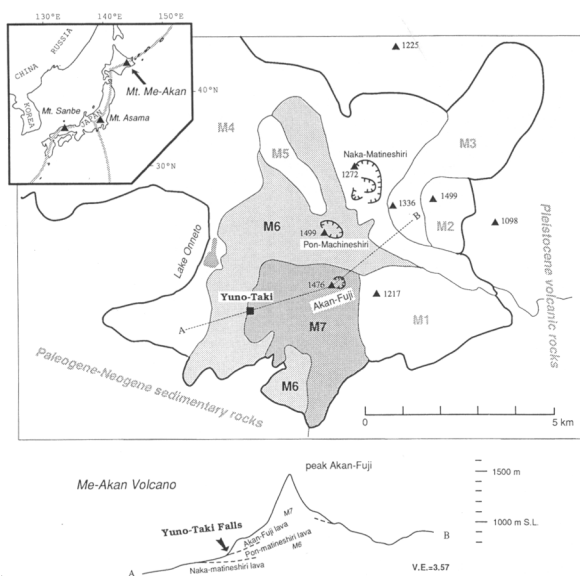 130°E 140°E 150°E
RUSSIA
CHINA
KOREA
JAPAN
Mt. Me-Akan
Mt. Sanbe
Mt. Asama
40°N
30°N
1225
M4
M5
M3
Naka-Matineshiri
1272
1499
1336
B
M2
1098
M6
1499
Pon-Machineshiri
Lake Onneto
Pleistocene volcanic rocks
1476
Akan-Fuji
1217
Yuno-Taki
A
M7
M1
Paleogene-Neogene sedimentary rocks
M6
0 5 km
peak Akan-Fuji
Me-Akan Volcano
1500 m
1000 m S.L.
Yuno-Taki Falls
M7
Akan-Fuji lava
Pon-matineshiri lava
M6
Naka-matineshiri lava
A
B
V.E.=3.57